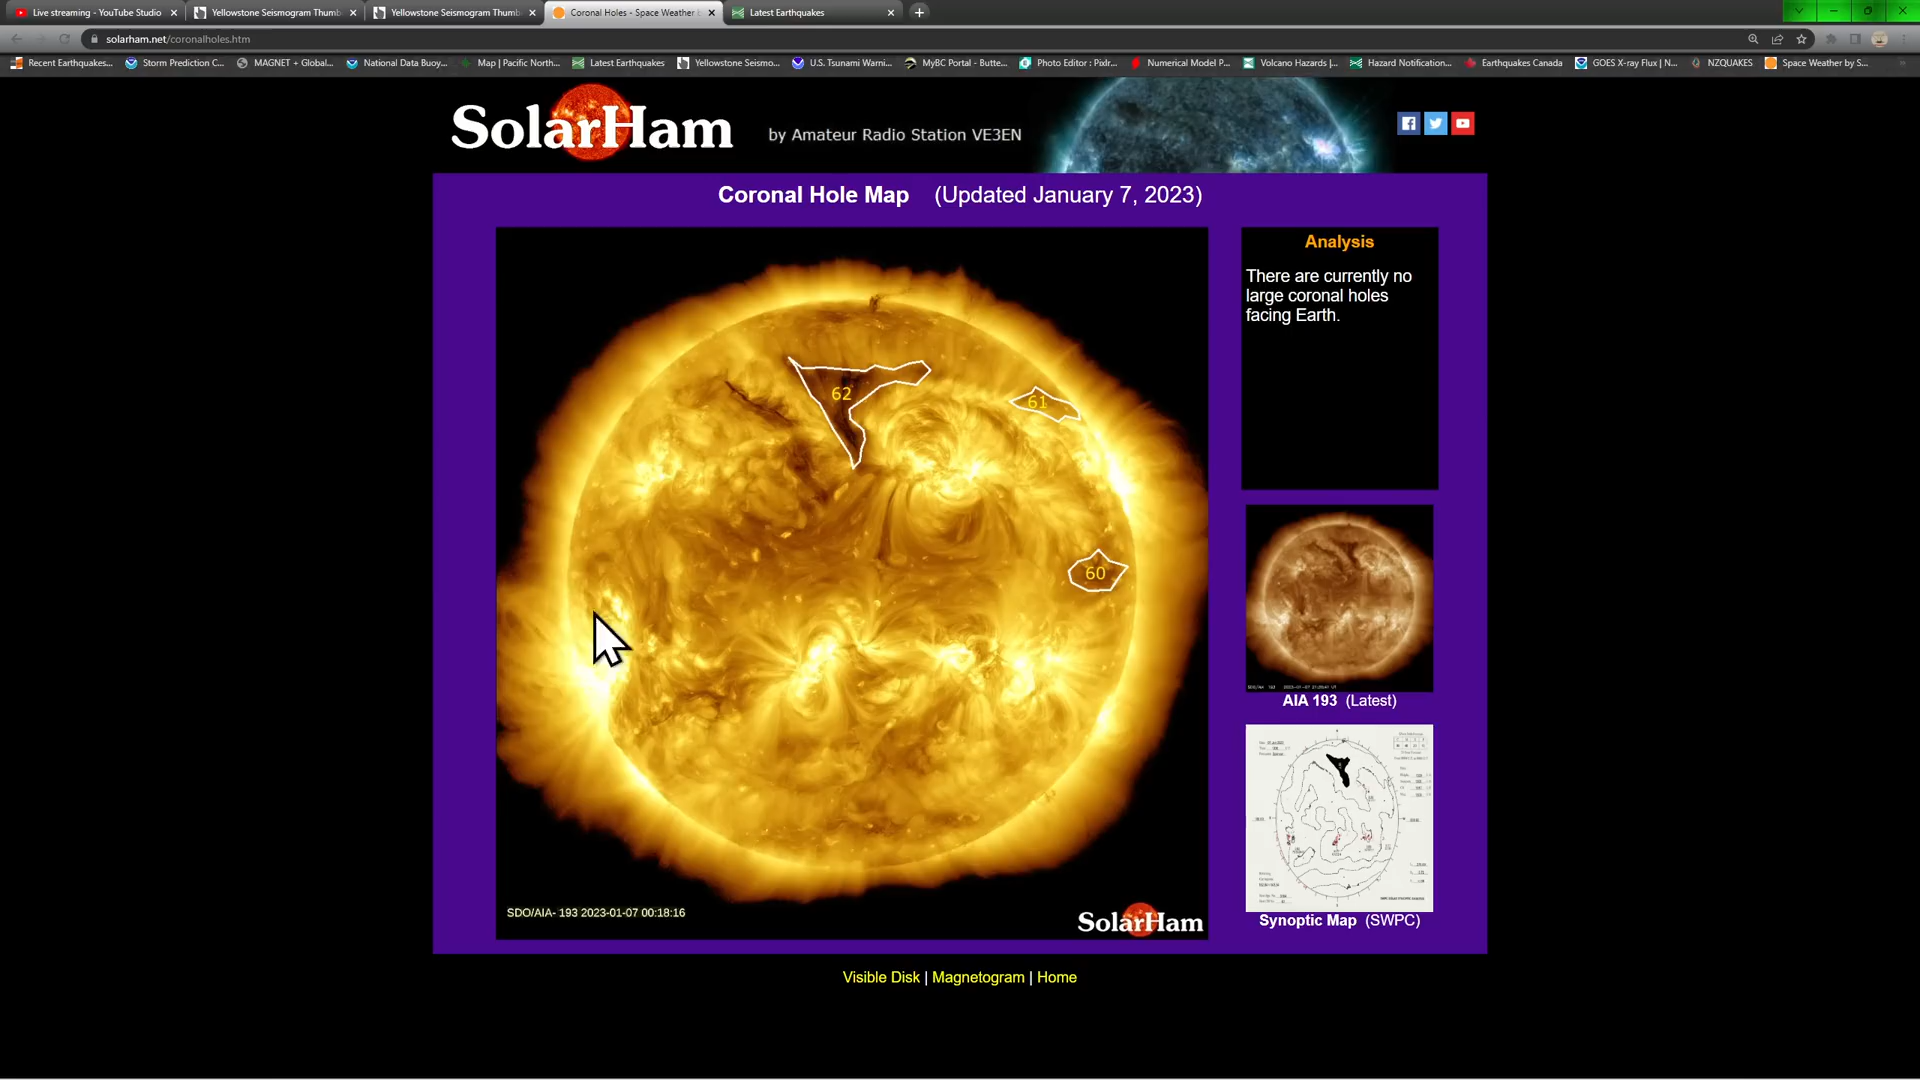 Live streaming - YouTube Studio
Yellowstone Seismogram Thumb
Yellowstone Seismogram Thumb
Coronal Holes - Space Weather
Latest Earthquakes
solarham.net/coronalholes.htm
Recent Earthquakes...
Storm Prediction C...
MAGNET + Global...
National Data Buoy...
Map | Pacific North...
Latest Earthquakes
Yellowstone Seismo...
U.S. Tsunami Warni...
MyBC Portal - Butte...
Photo Editor : Pixlr...
Numerical Model P...
Volcano Hazards |...
Hazard Notification...
Earthquakes Canada
GOES X-ray Flux | N...
NZQUAKES
Space Weather by S...
SolarHam
by Amateur Radio Station VE3EN
Coronal Hole Map (Updated January 7, 2023)
62
61
60
SDO/AIA- 193 2023-01-07 00:18:16
SolarHam
Analysis
There are currently no
large coronal holes
facing Earth.
AIA 193 (Latest)
Synoptic Map (SWPC)
Visible Disk | Magnetogram | Home